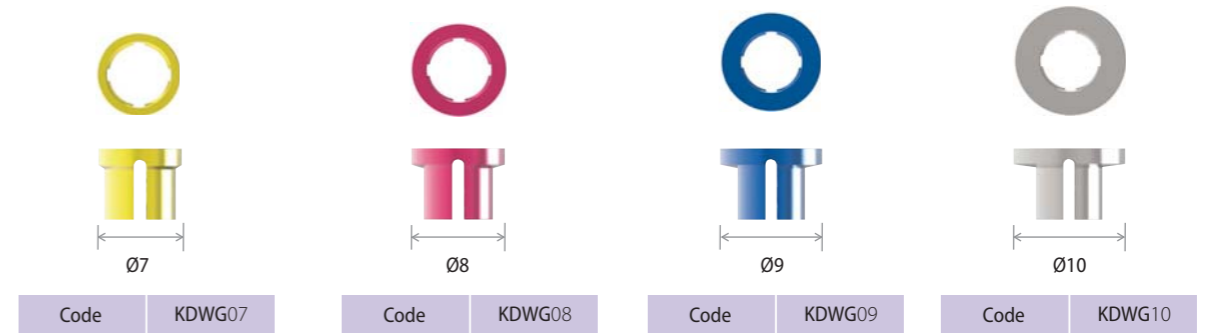 Ø7 Ø8 Ø9 Ø10
Code KDWG07 Code KDWG08 Code KDWG09 Code KDWG10